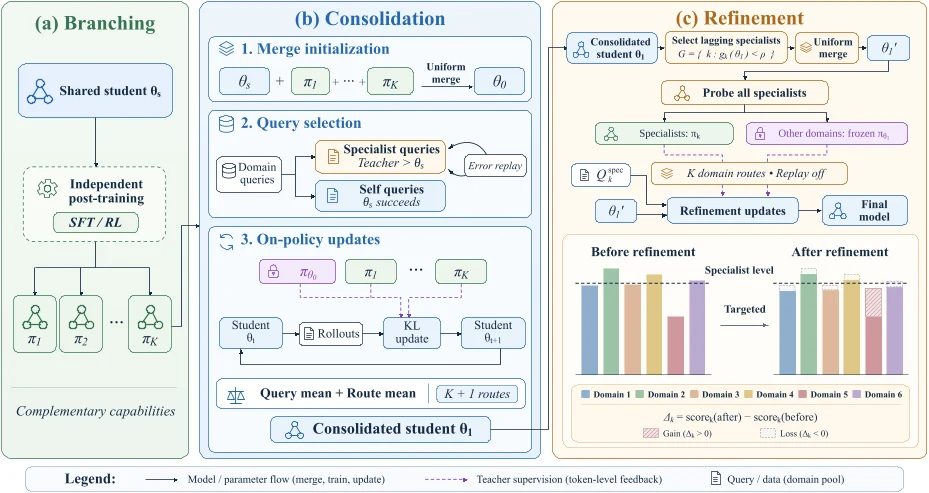 (a) Branching
Shared student θs
Independent
post-training
SFT / RL
π1
π2
···
πK
Complementary capabilities
(b) Consolidation
1. Merge initialization
θs
+
π1
+ ··· +
πK
Uniform
merge
θ0
2. Query selection
Domain
queries
Specialist queries
Teacher > θs
Self queries
θs succeeds
Error replay
3. On-policy updates
πθ0
π1
···
πK
Student
θt
Rollouts
KL
update
Student
θt+1
Query mean + Route mean
K + 1 routes
Consolidated student θ1
(c) Refinement
Consolidated
student θ1
Select lagging specialists
G = { k : gk (θ1) < ρ }
Uniform
merge
θ1′
Probe all specialists
Specialists: πk
Other domains: frozen πθ1
Qk spec
K domain routes • Replay off
θ1′
Refinement updates
Final
model
Before refinement
After refinement
Specialist level
Targeted
Domain 1
Domain 2
Domain 3
Domain 4
Domain 5
Domain 6
Δk = scorek(after) − scorek(before)
Gain (Δk > 0)
Loss (Δk < 0)
Legend:
Model / parameter flow (merge, train, update)
Teacher supervision (token-level feedback)
Query / data (domain pool)